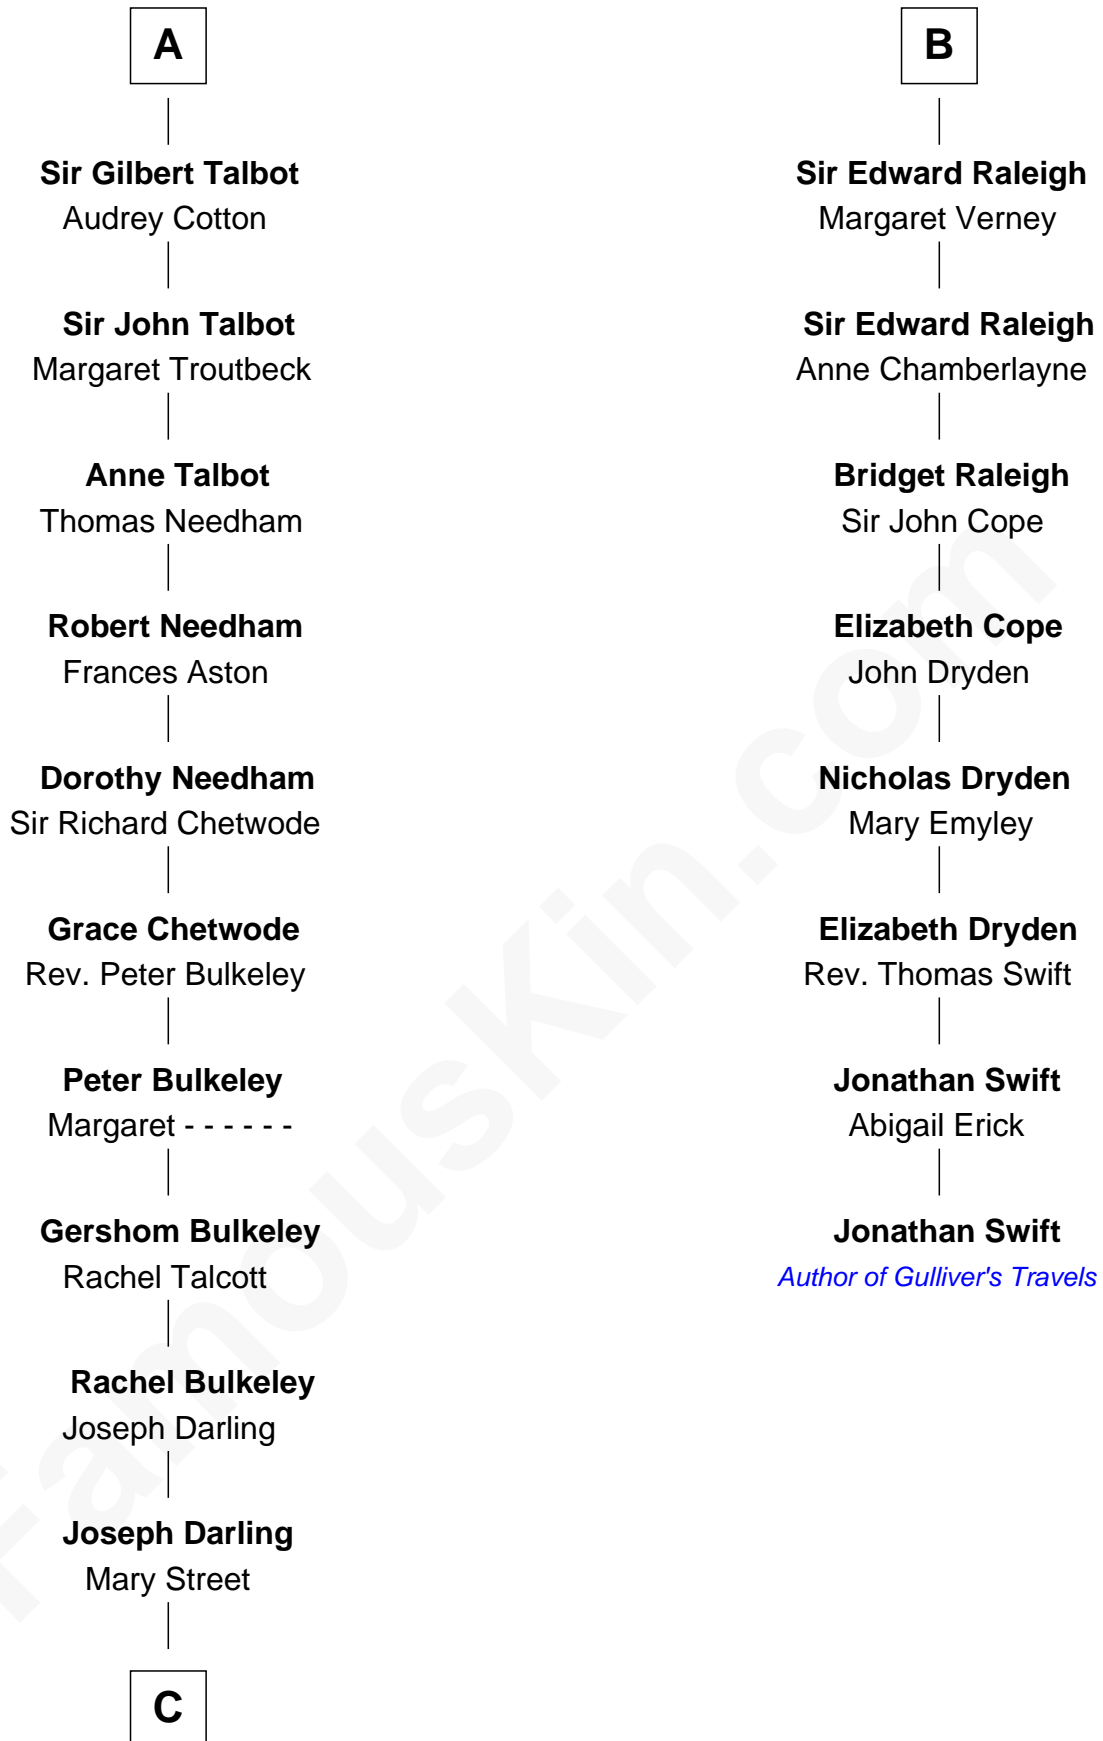 A
Sir Gilbert Talbot
Audrey Cotton
Sir John Talbot
Margaret Troutbeck
Anne Talbot
Thomas Needham
Robert Needham
Frances Aston
Dorothy Needham
Sir Richard Chetwode
Grace Chetwode
Rev. Peter Bulkeley
Peter Bulkeley
Margaret - - - - - -
Gershom Bulkeley
Rachel Talcott
Rachel Bulkeley
Joseph Darling
Joseph Darling
Mary Street
C
B
Sir Edward Raleigh
Margaret Verney
Sir Edward Raleigh
Anne Chamberlayne
Bridget Raleigh
Sir John Cope
Elizabeth Cope
John Dryden
Nicholas Dryden
Mary Emyley
Elizabeth Dryden
Rev. Thomas Swift
Jonathan Swift
Abigail Erick
Jonathan Swift
Author of Gulliver's Travels
FamousKin.com